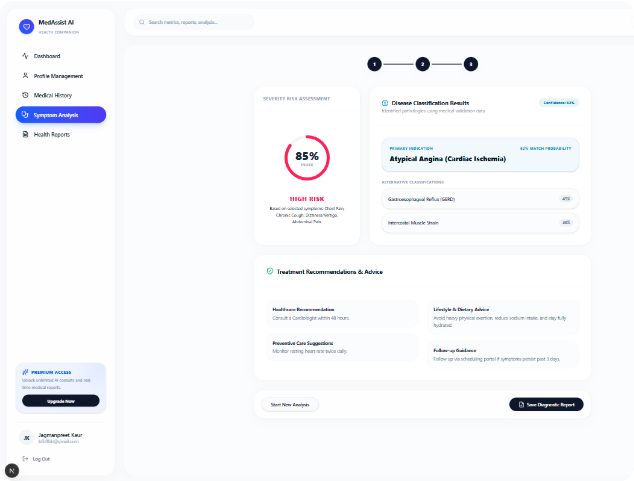 MedAssist AI
HEALTH COMPANION
Dashboard
Profile Management
Medical History
Symptom Analysis
Health Reports
PREMIUM ACCESS
Unlock unlimited AI consults and real-
time medical reports.
Upgrade Now
JK
Jagmanpreet Kaur
Log Out
N
Search metrics, reports, analysis...
1
2
3
SEVERITY RISK ASSESSMENT
85%
INDEX
HIGH RISK
Based on selected symptoms: Chest Pain,
Chronic Cough, Dizziness/Vertigo,
Abdominal Pain
Disease Classification Results
Confidence: 92%
Identified pathologies using medical validation data
PRIMARY INDICATION
92% MATCH PROBABILITY
Atypical Angina (Cardiac Ischemia)
ALTERNATIVE CLASSIFICATIONS
Gastroesophageal Reflux (GERD)
Intercostal Muscle Strain
Treatment Recommendations & Advice
Healthcare Recommendation
Consult a Cardiologist within 48 hours.
Lifestyle & Dietary Advice
Avoid heavy physical exertion, reduce sodium intake, and stay fully
hydrated.
Preventive Care Suggestions
Monitor resting heart rate twice daily.
Follow-up Guidance
Follow up via scheduling portal if symptoms persist past 3 days.
Start New Analysis
Save Diagnostic Report